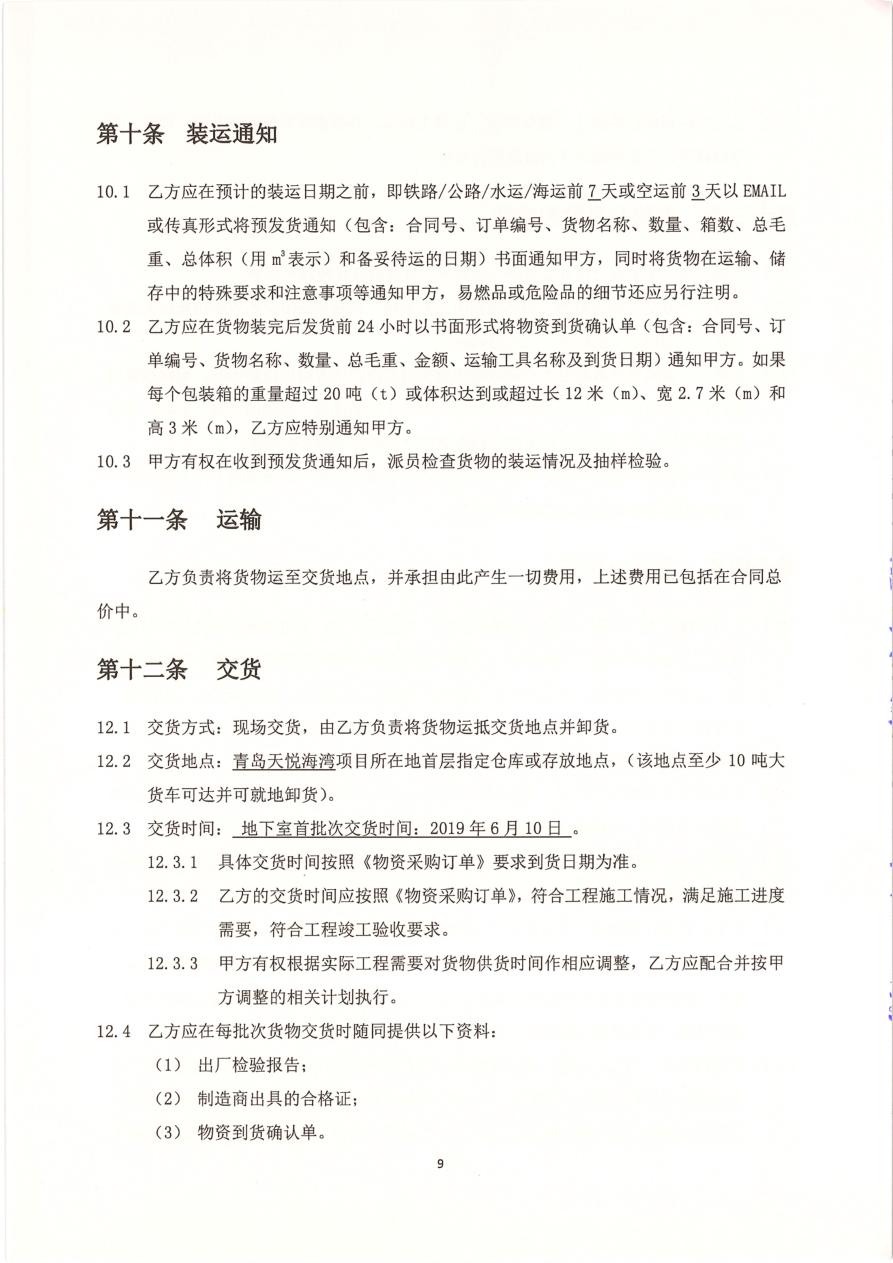 第十条 装运通知
10.1 乙方应在预计的装运日期之前，即铁路/公路/水运/海运前 7 天或空运前 3 天以 EMAIL
或传真形式将预发货通知（包含：合同号、订单编号、货物名称、数量、箱数、总毛
重、总体积（用 m³表示）和备妥待运的日期）书面通知甲方，同时将货物在运输、储
存中的特殊要求和注意事项等通知甲方，易燃品或危险品的细节还应另行注明。
10.2 乙方应在货物装完后发货前 24 小时以书面形式将物资到货确认单（包含：合同号、订
单编号、货物名称、数量、总毛重、金额、运输工具名称及到货日期）通知甲方。如果
每个包装箱的重量超过 20 吨（t）或体积达到或超过长 12 米（m）、宽 2.7 米（m）和
高 3 米（m），乙方应特别通知甲方。
10.3 甲方有权在收到预发货通知后，派员检查货物的装运情况及抽样检验。
第十一条 运输
乙方负责将货物运至交货地点，并承担由此产生一切费用，上述费用已包括在合同总
价中。
第十二条 交货
12.1 交货方式：现场交货，由乙方负责将货物运抵交货地点并卸货。
12.2 交货地点：青岛天悦海湾项目所在地首层指定仓库或存放地点，（该地点至少 10 吨大
货车可达并可就地卸货）。
12.3 交货时间： 地下室首批次交货时间：2019 年 6 月 10 日 。
12.3.1 具体交货时间按照《物资采购订单》要求到货日期为准。
12.3.2 乙方的交货时间应按照《物资采购订单》，符合工程施工情况，满足施工进度
需要，符合工程竣工验收要求。
12.3.3 甲方有权根据实际工程需要对货物供货时间作相应调整，乙方应配合并按甲
方调整的相关计划执行。
12.4 乙方应在每批次货物交货时随同提供以下资料：
（1） 出厂检验报告；
（2） 制造商出具的合格证；
（3） 物资到货确认单。
9